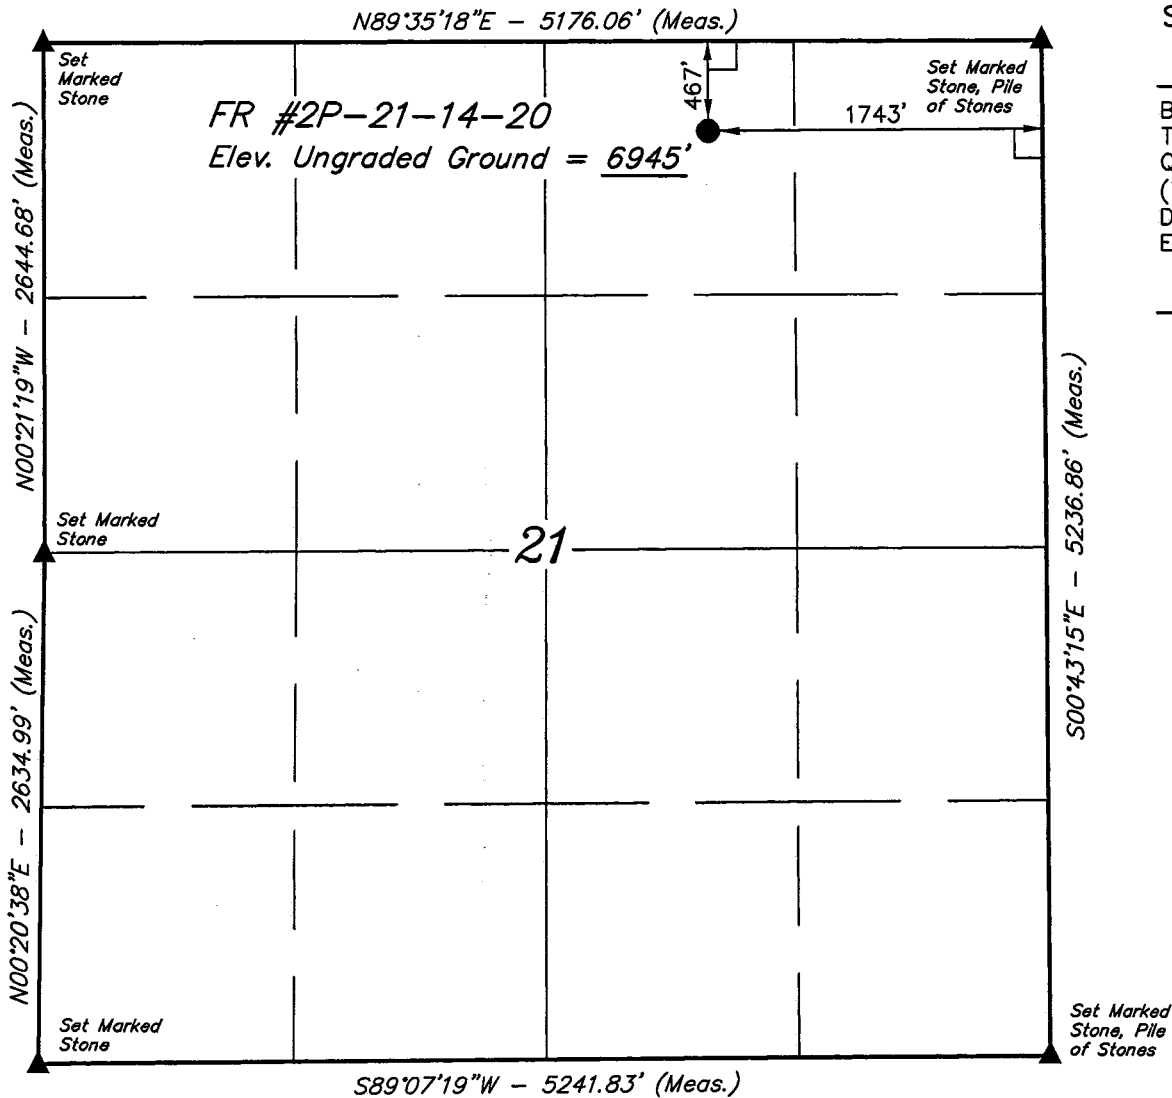 N89°35'18"E - 5176.06' (Meas.)
S
Set
Marked
Stone
467'
Set Marked
Stone, Pile
of Stones
1743'
FR #2P-21-14-20
Elev. Ungraded Ground = 6945'
B
T
Q
(
D
E
N00°21'19"W - 2644.68' (Meas.)
Set Marked
Stone
21
S00°43'15"E - 5236.86' (Meas.)
N00°20'38"E - 2634.99' (Meas.)
Set Marked
Stone
Set Marked
Stone, Pile
of Stones
S89°07'19"W - 5241.83' (Meas.)